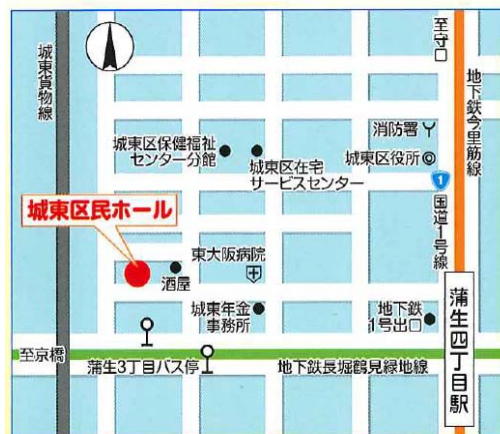 城東貨物線
至守口
地下鉄今里筋線
消防署
城東区保健福祉
センター分館
城東区役所
城東区在宅
サービスセンター
1
国道1号線
城東区民ホール
東大阪病院
酒屋
城東年金
事務所
地下鉄
1号出口
蒲生四丁目駅
至京橋
蒲生3丁目バス停
地下鉄長堀鶴見緑地線